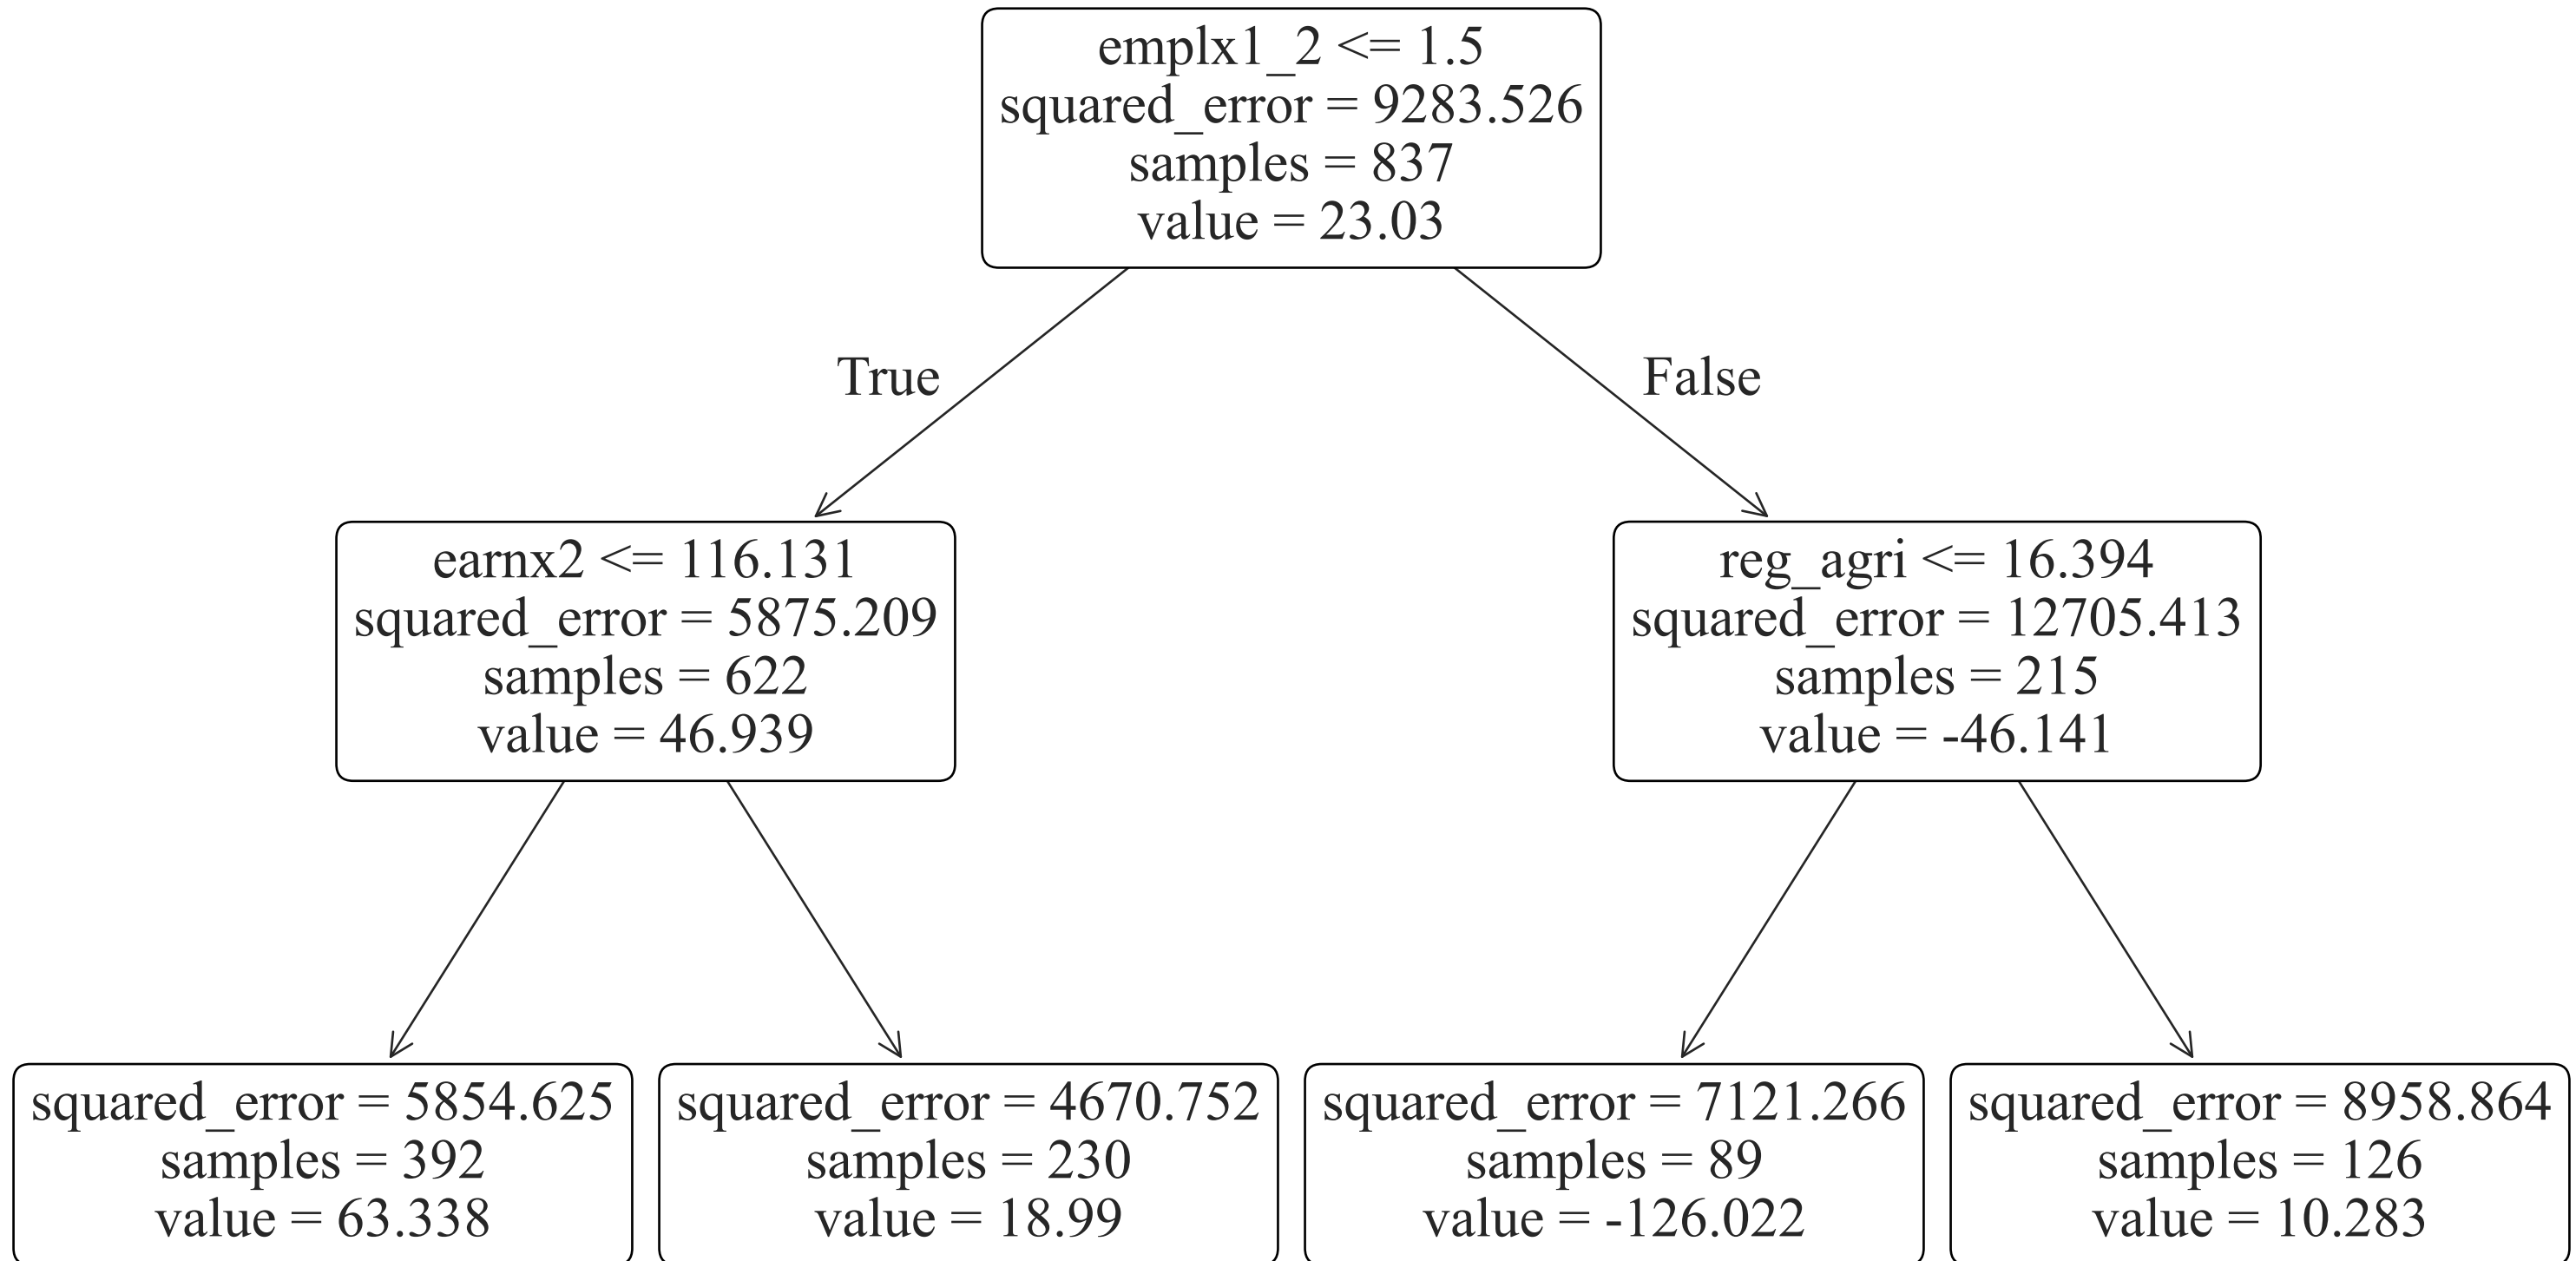 emplx1_2 <= 1.5
squared_error = 9283.526
samples = 837
value = 23.03
True
False
earnx2 <= 116.131
squared_error = 5875.209
samples = 622
value = 46.939
reg_agri <= 16.394
squared_error = 12705.413
samples = 215
value = -46.141
squared_error = 5854.625
samples = 392
value = 63.338
squared_error = 4670.752
samples = 230
value = 18.99
squared_error = 7121.266
samples = 89
value = -126.022
squared_error = 8958.864
samples = 126
value = 10.283